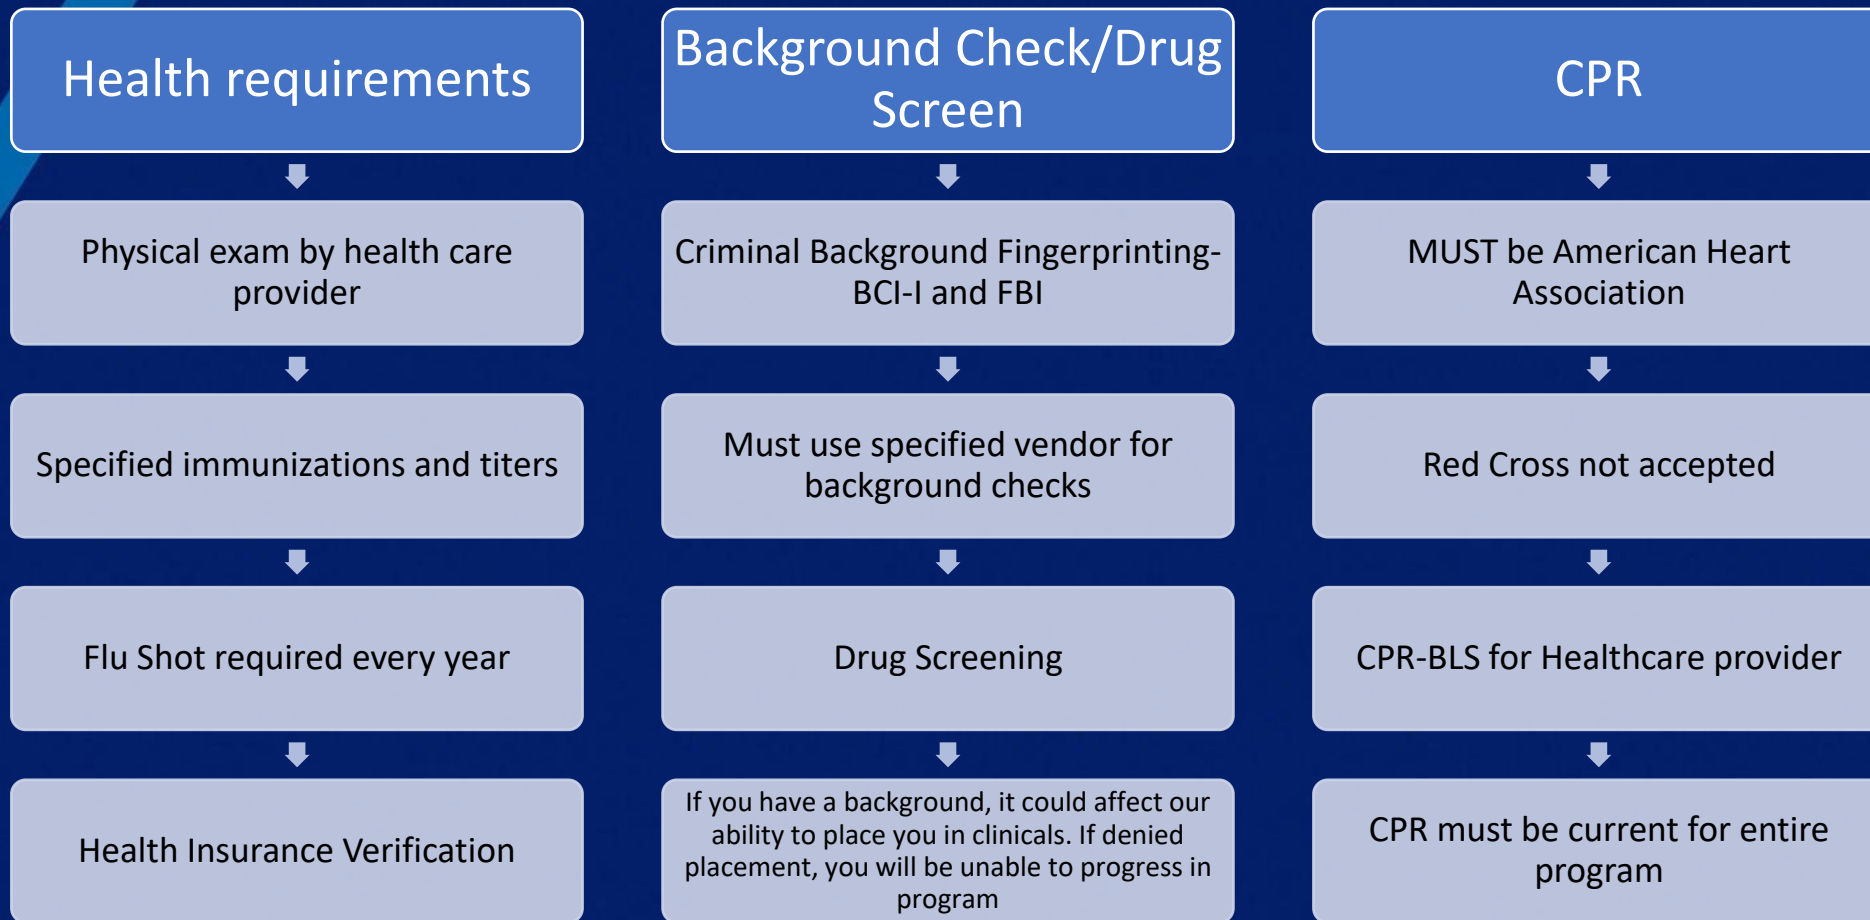 Health requirements
Physical exam by health care
provider
Specified immunizations and titers
Flu Shot required every year
Health Insurance Verification
Background Check/Drug
Screen
Criminal Background Fingerprinting-
BCI-I and FBI
Must use specified vendor for
background checks
Drug Screening
If you have a background, it could affect our
ability to place you in clinicals. If denied
placement, you will be unable to progress in
program
CPR
MUST be American Heart
Association
Red Cross not accepted
CPR-BLS for Healthcare provider
CPR must be current for entire
program